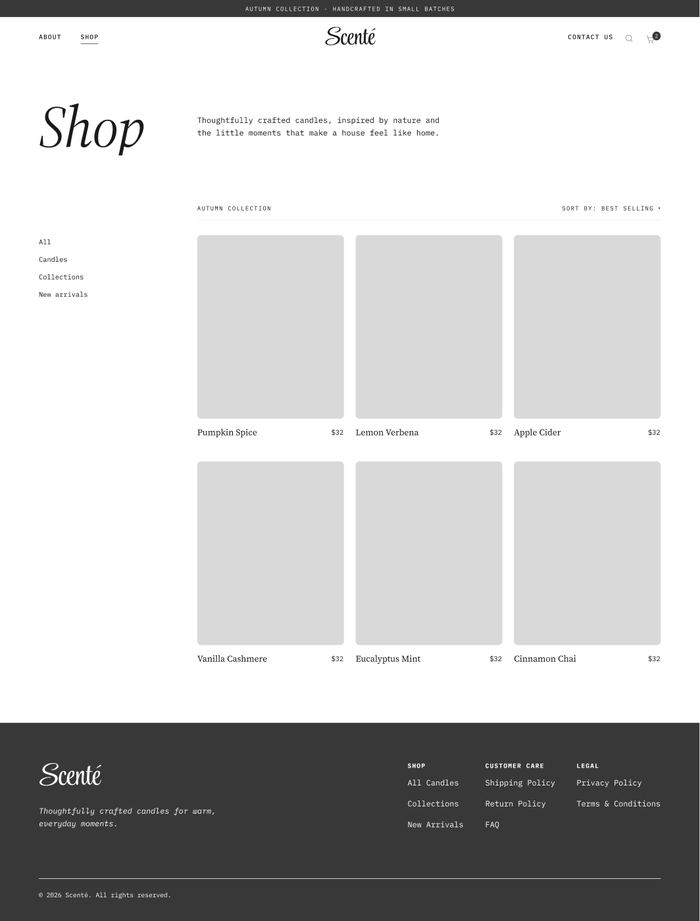 AUTUMN COLLECTION · HANDCRAFTED IN SMALL BATCHES
ABOUT
SHOP
Scenté
CONTACT US
2
Shop
Thoughtfully crafted candles, inspired by nature and
the little moments that make a house feel like home.
AUTUMN COLLECTION
SORT BY: BEST SELLING
All
Candles
Collections
New arrivals
Pumpkin Spice $32
Lemon Verbena $32
Apple Cider $32
Vanilla Cashmere $32
Eucalyptus Mint $32
Cinnamon Chai $32
Scenté
Thoughtfully crafted candles for warm,
everyday moments.
SHOP
All Candles
Collections
New Arrivals
CUSTOMER CARE
Shipping Policy
Return Policy
FAQ
LEGAL
Privacy Policy
Terms & Conditions
© 2026 Scenté. All rights reserved.